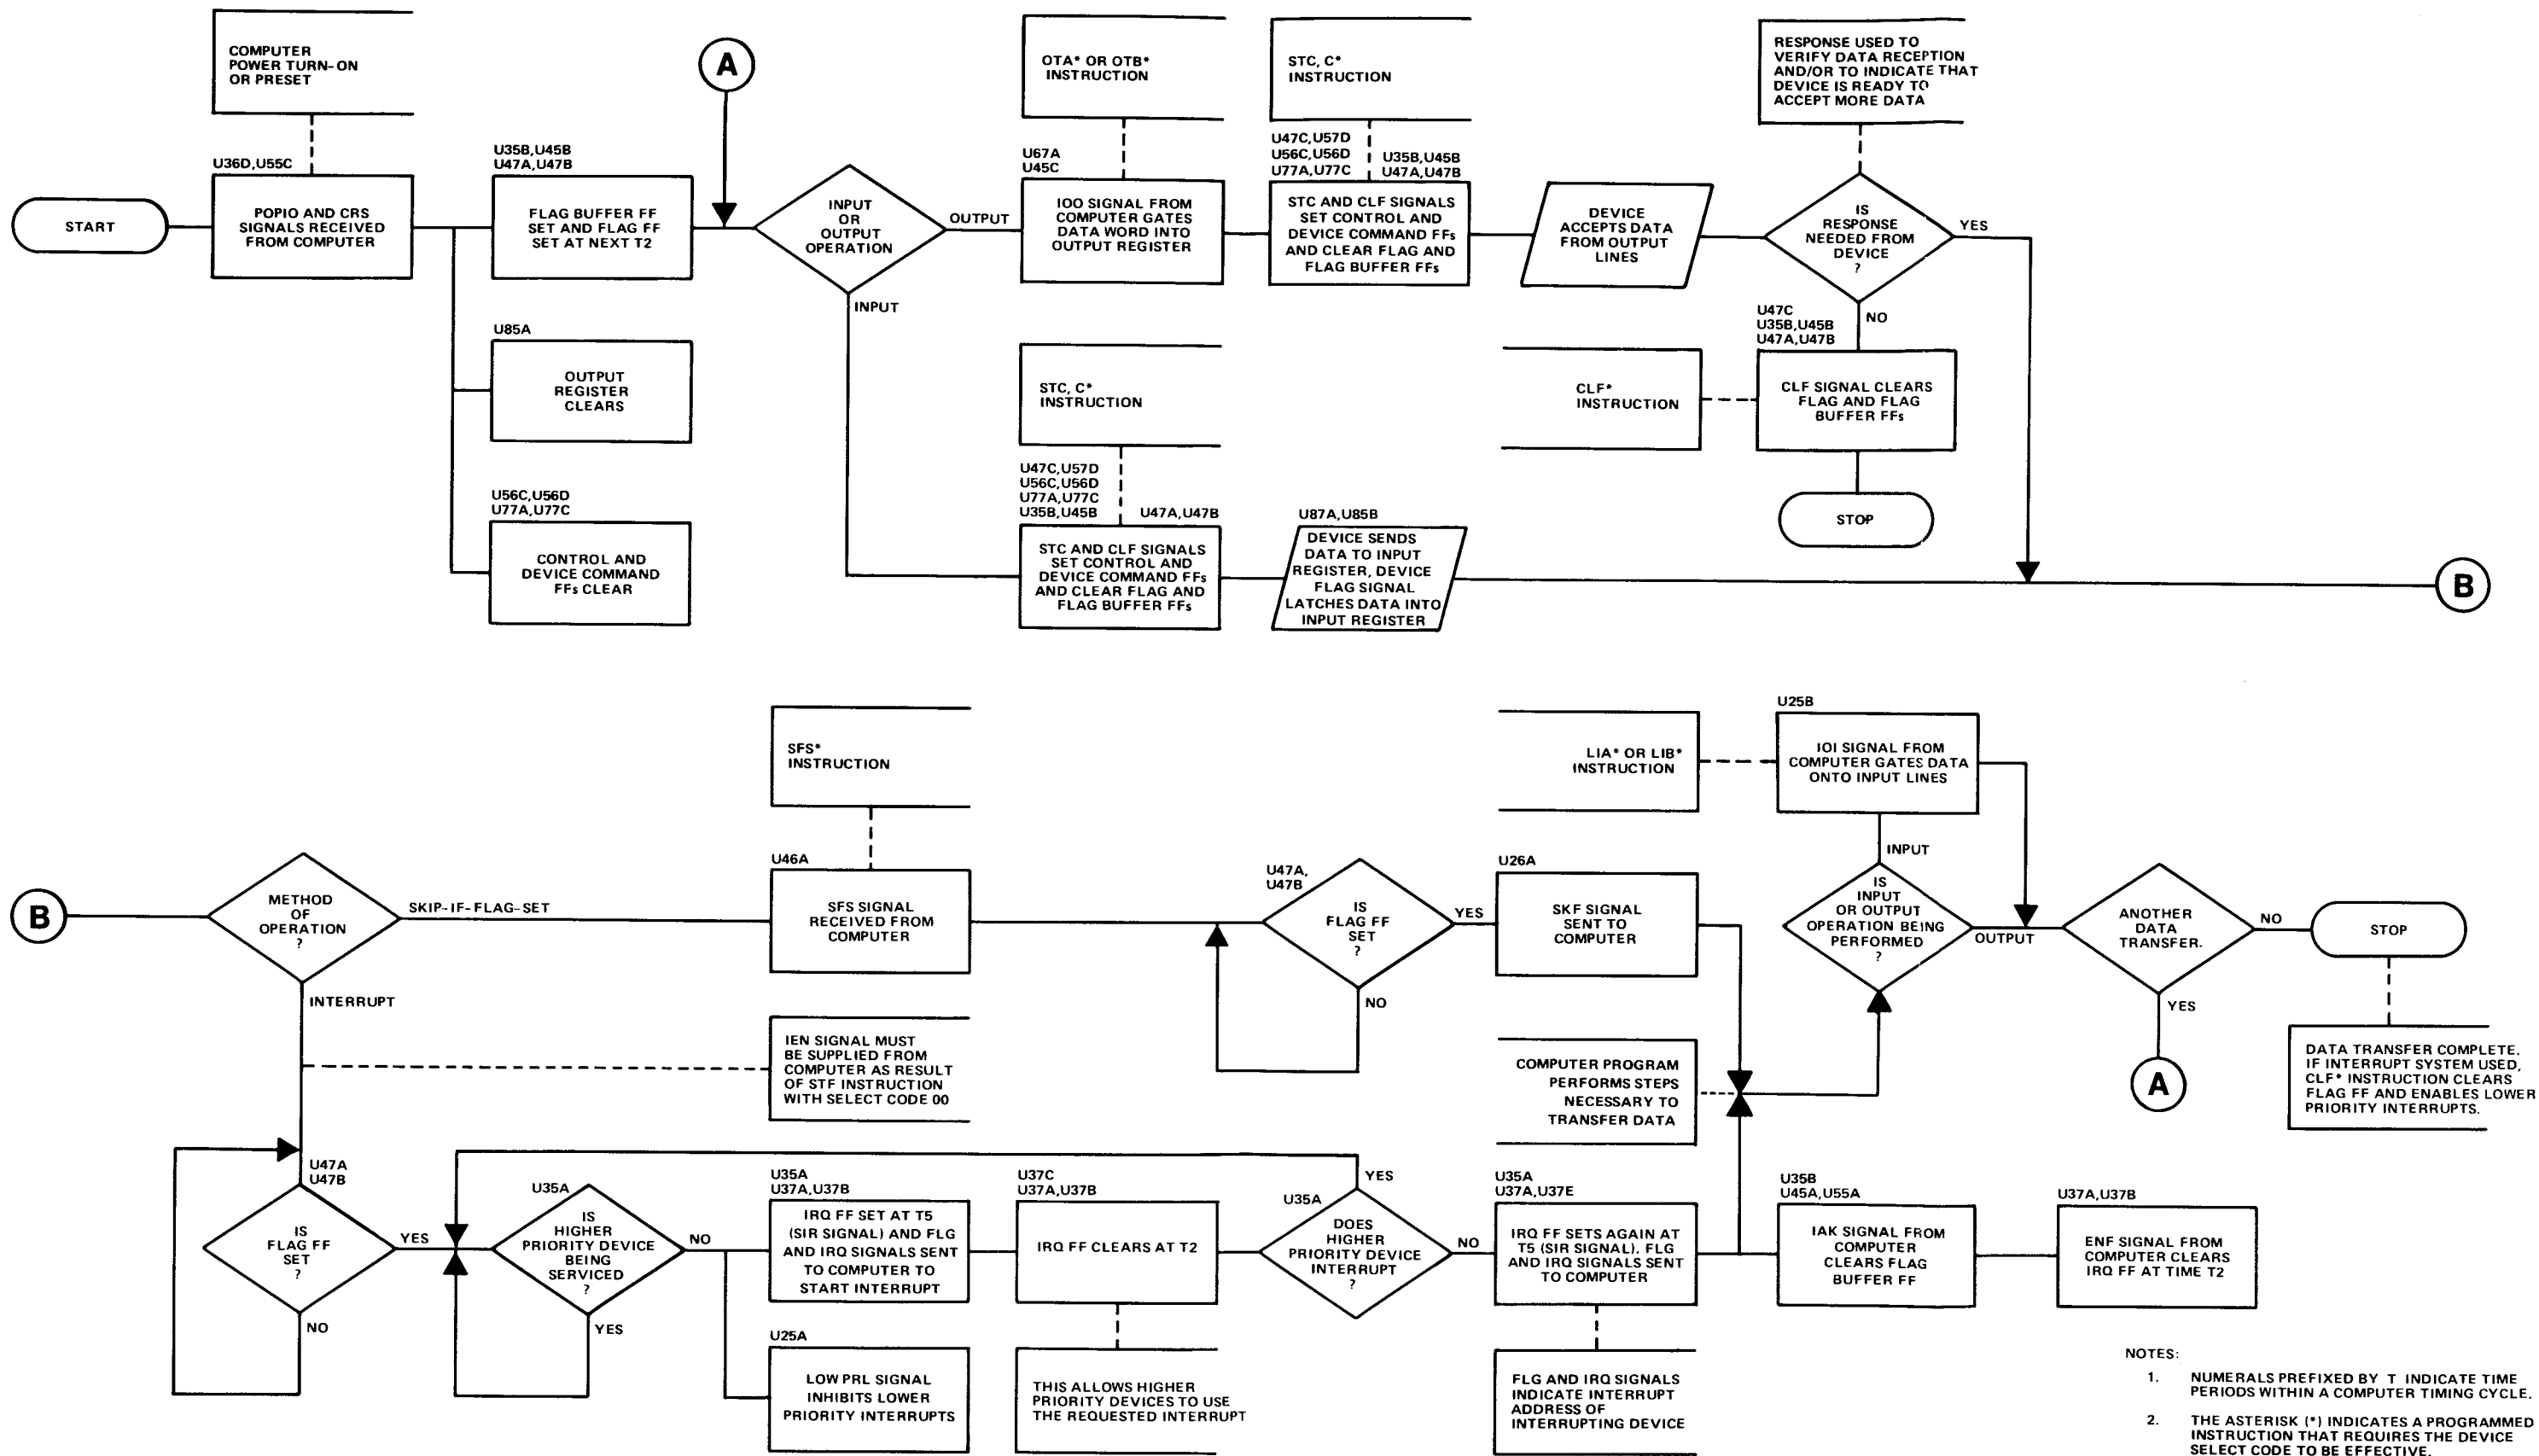 COMPUTER
POWER TURN-ON
OR PRESET
U36D,U55C
START
POPIO AND CRS
SIGNALS RECEIVED
FROM COMPUTER
U35B,U45B
U47A,U47B
FLAG BUFFER FF
SET AND FLAG FF
SET AT NEXT T2
U85A
OUTPUT
REGISTER
CLEARS
U56C,U56D
U77A,U77C
CONTROL AND
DEVICE COMMAND
FFs CLEAR
A
INPUT
OR
OUTPUT
OPERATION
OUTPUT
INPUT
OTA* OR OTB*
INSTRUCTION
U67A
U45C
IOO SIGNAL FROM
COMPUTER GATES
DATA WORD INTO
OUTPUT REGISTER
STC, C*
INSTRUCTION
U47C,U57D
U56C,U56D
U77A,U77C
U35B,U45B
U47A,U47B
STC AND CLF SIGNALS
SET CONTROL AND
DEVICE COMMAND FFs
AND CLEAR FLAG AND
FLAG BUFFER FFs
DEVICE
ACCEPTS DATA
FROM OUTPUT
LINES
RESPONSE USED TO
VERIFY DATA RECEPTION
AND/OR TO INDICATE THAT
DEVICE IS READY TO
ACCEPT MORE DATA
IS
RESPONSE
NEEDED FROM
DEVICE
?
YES
NO
U47C
U35B,U45B
U47A,U47B
CLF*
INSTRUCTION
CLF SIGNAL CLEARS
FLAG AND FLAG
BUFFER FFs
STOP
STC, C*
INSTRUCTION
U47C,U57D
U56C,U56D
U77A,U77C
U35B,U45B
U47A,U47B
STC AND CLF SIGNALS
SET CONTROL AND
DEVICE COMMAND FFs
AND CLEAR FLAG AND
FLAG BUFFER FFs
U87A,U85B
DEVICE SENDS
DATA TO INPUT
REGISTER, DEVICE
FLAG SIGNAL
LATCHES DATA INTO
INPUT REGISTER
B
B
METHOD
OF
OPERATION
?
SKIP-IF-FLAG-SET
INTERRUPT
SFS*
INSTRUCTION
U46A
SFS SIGNAL
RECEIVED FROM
COMPUTER
U47A,
U47B
IS
FLAG FF
SET
?
YES
NO
U26A
SKF SIGNAL
SENT TO
COMPUTER
LIA* OR LIB*
INSTRUCTION
U25B
IOI SIGNAL FROM
COMPUTER GATES DATA
ONTO INPUT LINES
INPUT
IS
INPUT
OR OUTPUT
OPERATION BEING
PERFORMED
?
OUTPUT
ANOTHER
DATA
TRANSFER.
NO
YES
STOP
A
DATA TRANSFER COMPLETE.
IF INTERRUPT SYSTEM USED,
CLF* INSTRUCTION CLEARS
FLAG FF AND ENABLES LOWER
PRIORITY INTERRUPTS.
IEN SIGNAL MUST
BE SUPPLIED FROM
COMPUTER AS RESULT
OF STF INSTRUCTION
WITH SELECT CODE 00
COMPUTER PROGRAM
PERFORMS STEPS
NECESSARY TO
TRANSFER DATA
U47A
U47B
IS
FLAG FF
SET
?
YES
NO
U35A
IS
HIGHER
PRIORITY DEVICE
BEING
SERVICED
?
NO
YES
U35A
U37A,U37B
IRQ FF SET AT T5
(SIR SIGNAL) AND FLG
AND IRQ SIGNALS SENT
TO COMPUTER TO
START INTERRUPT
U25A
LOW PRL SIGNAL
INHIBITS LOWER
PRIORITY INTERRUPTS
U37C
U37A,U37B
IRQ FF CLEARS AT T2
THIS ALLOWS HIGHER
PRIORITY DEVICES TO USE
THE REQUESTED INTERRUPT
U35A
DOES
HIGHER
PRIORITY DEVICE
INTERRUPT
?
YES
NO
U35A
U37A,U37E
IRQ FF SETS AGAIN AT
T5 (SIR SIGNAL). FLG
AND IRQ SIGNALS SENT
TO COMPUTER
FLG AND IRQ SIGNALS
INDICATE INTERRUPT
ADDRESS OF
INTERRUPTING DEVICE
U35B
U45A,U55A
IAK SIGNAL FROM
COMPUTER
CLEARS FLAG
BUFFER FF
U37A,U37B
ENF SIGNAL FROM
COMPUTER CLEARS
IRQ FF AT TIME T2
NOTES:
1. NUMERALS PREFIXED BY T INDICATE TIME
PERIODS WITHIN A COMPUTER TIMING CYCLE.
2. THE ASTERISK (*) INDICATES A PROGRAMMED
INSTRUCTION THAT REQUIRES THE DEVICE
SELECT CODE TO BE EFFECTIVE.